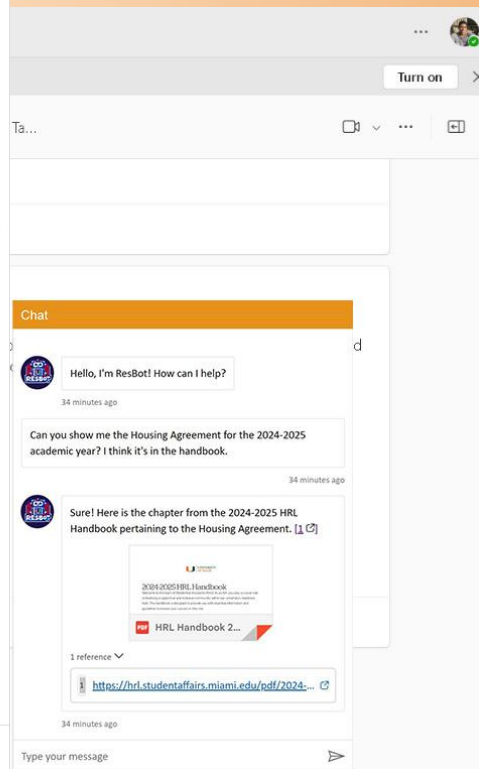 Turn on
Ta...
d
Chat
RESBOT
Hello, I'm ResBot! How can I help?
34 minutes ago
Can you show me the Housing Agreement for the 2024-2025
academic year? I think it's in the handbook.
34 minutes ago
RESBOT
Sure! Here is the chapter from the 2024-2025 HRL
Handbook pertaining to the Housing Agreement. [1]
2024-2025 HRL Handbook
PDF HRL Handbook 2...
1 reference
1 https://hrl.studentaffairs.miami.edu/pdf/2024-...
34 minutes ago
Type your message